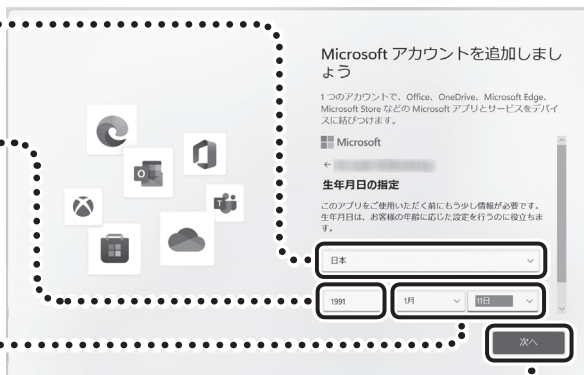 Microsoft アカウントを追加しまし
ょう
1 つのアカウントで、Office、OneDrive、Microsoft Edge、
Microsoft Store などの Microsoft アプリとサービスをデバイ
スに結びつけます。
Microsoft
←
生年月日の指定
このアプリをご使用いただく前にもう少し情報が必要です。
生年月日は、お客様の年齢に応じた設定を行うのに役立ちま
す。
日本
1991 1月 11日
次へ